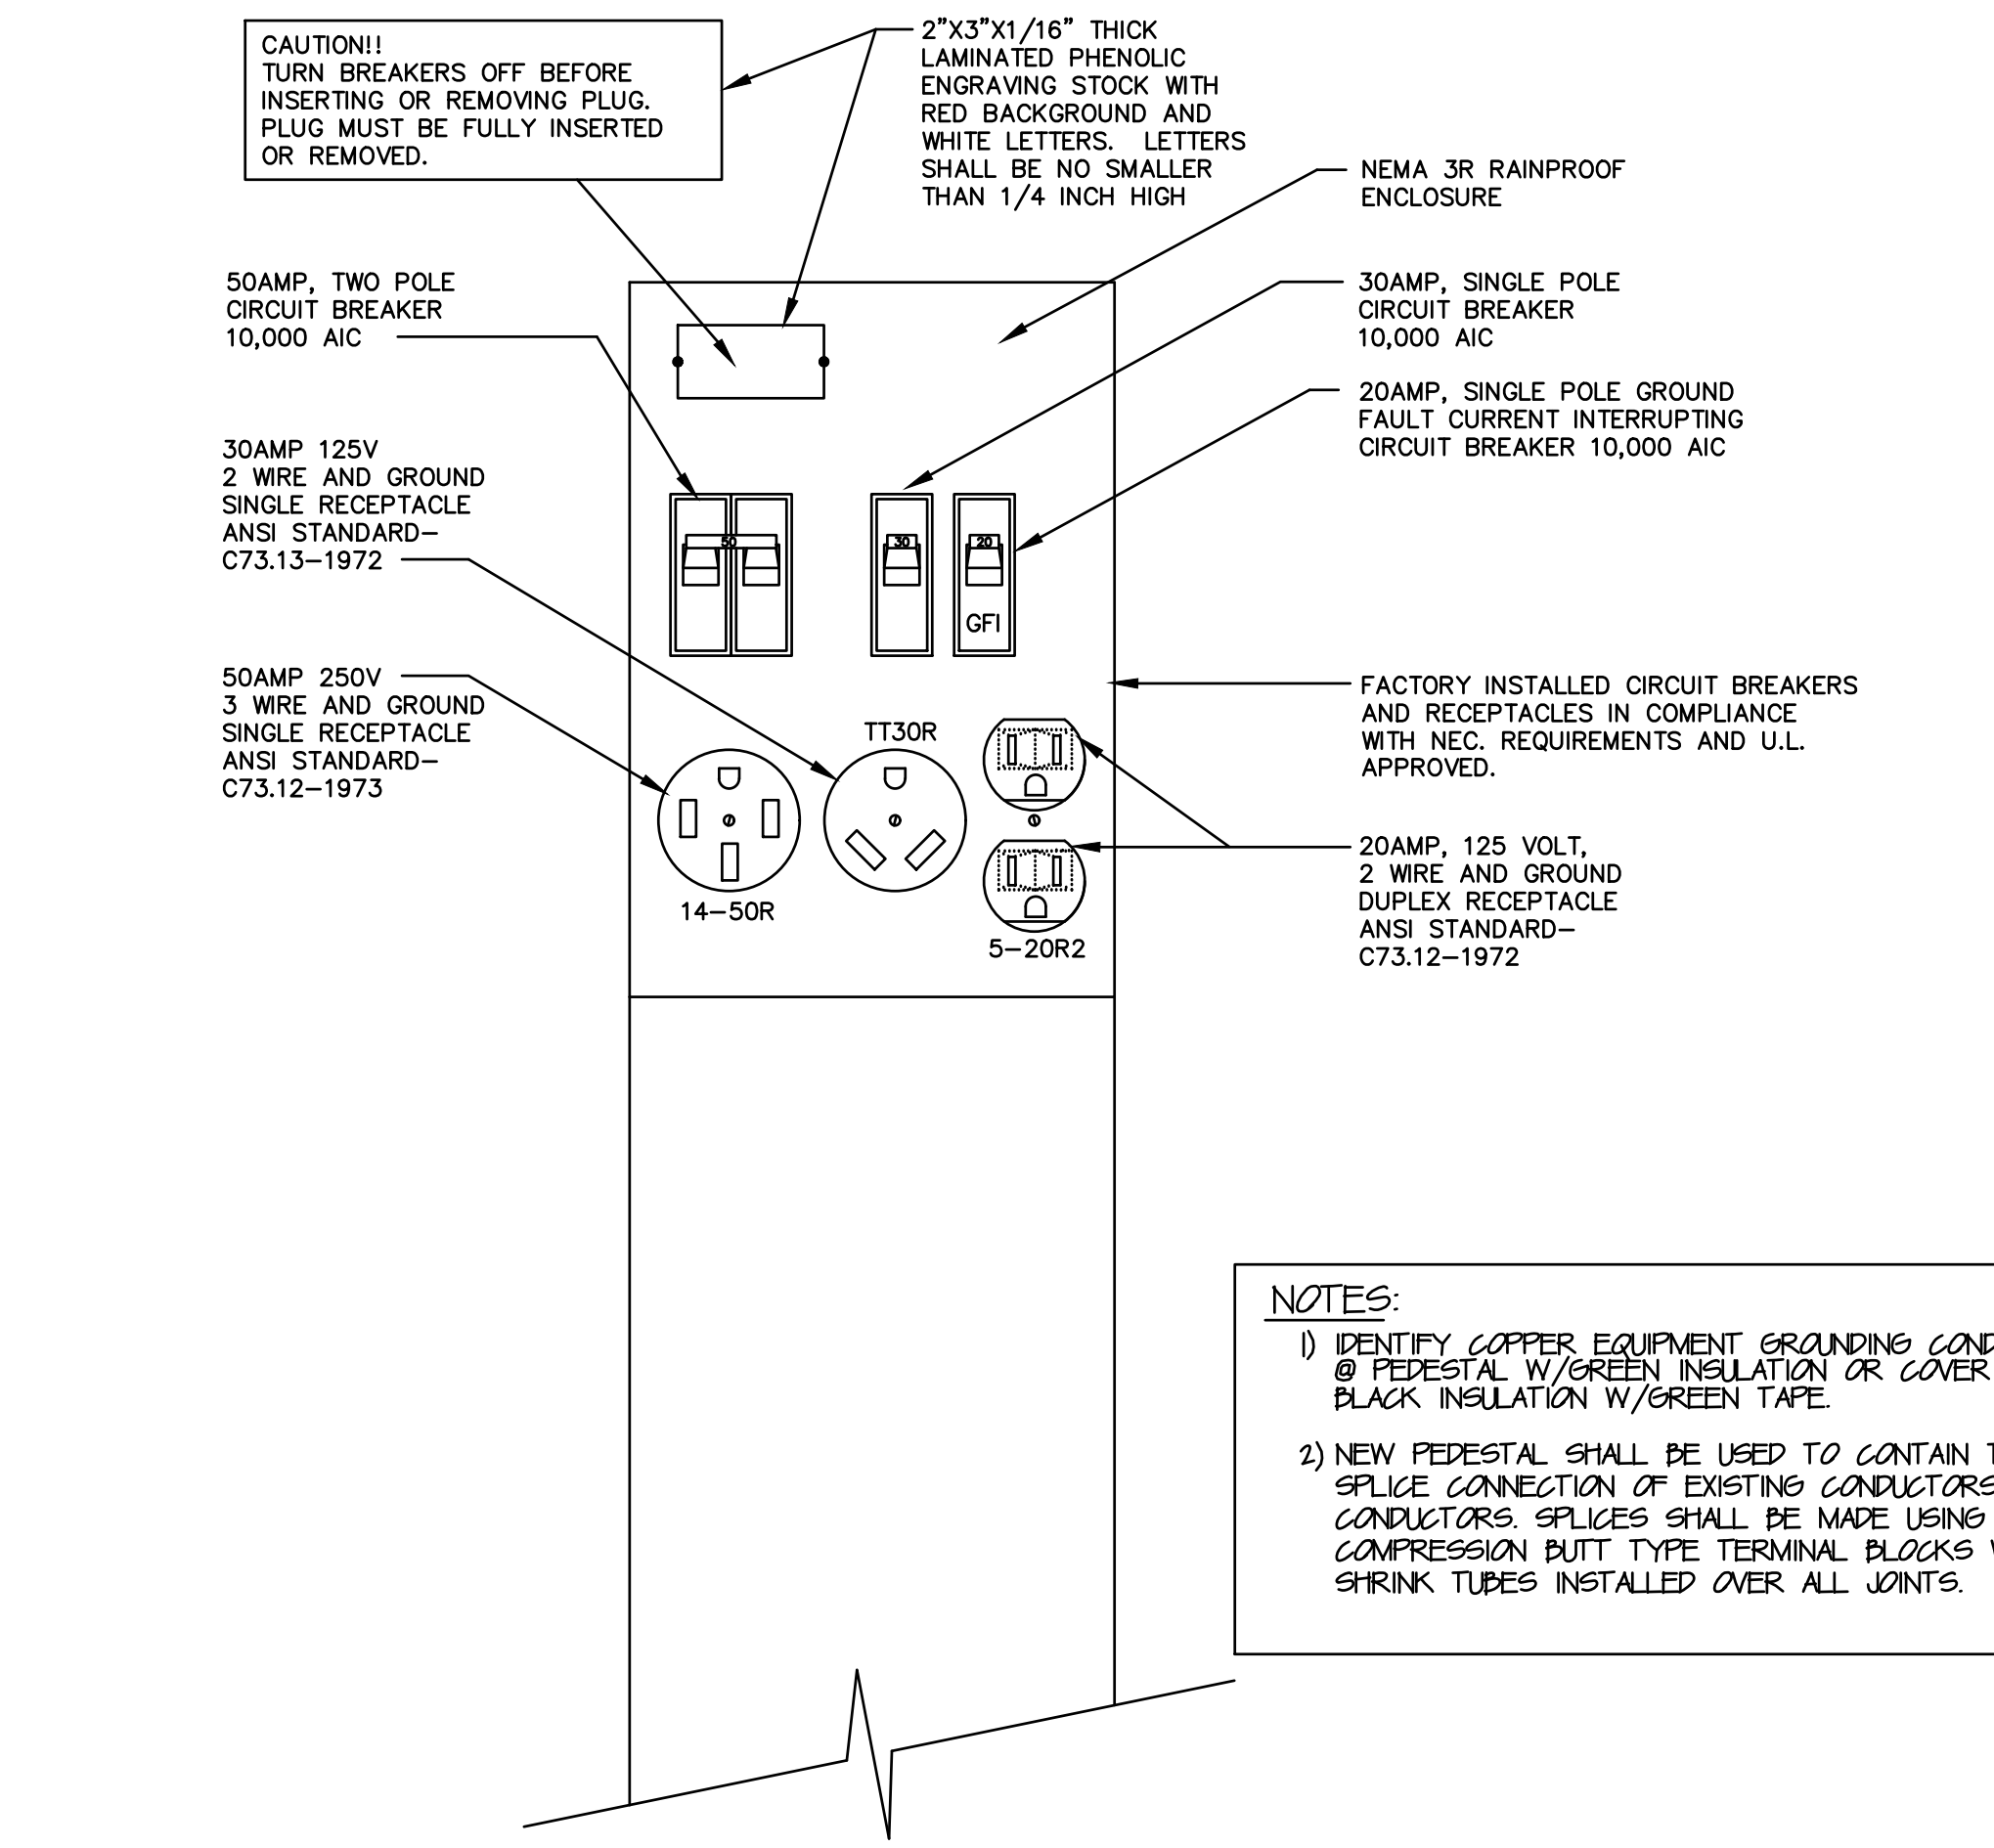 CAUTION!!
TURN BREAKERS OFF BEFORE
INSERTING OR REMOVING PLUG.
PLUG MUST BE FULLY INSERTED
OR REMOVED.
2"X3"X1/16" THICK
LAMINATED PHENOLIC
ENGRAVING STOCK WITH
RED BACKGROUND AND
WHITE LETTERS. LETTERS
SHALL BE NO SMALLER
THAN 1/4 INCH HIGH
NEMA 3R RAINPROOF
ENCLOSURE
50AMP, TWO POLE
CIRCUIT BREAKER
10,000 AIC
30AMP, SINGLE POLE
CIRCUIT BREAKER
10,000 AIC
20AMP, SINGLE POLE GROUND
FAULT CURRENT INTERRUPTING
CIRCUIT BREAKER 10,000 AIC
30AMP 125V
2 WIRE AND GROUND
SINGLE RECEPTACLE
ANSI STANDARD-
C73.13-1972
50
30
20
GFI
50AMP 250V
3 WIRE AND GROUND
SINGLE RECEPTACLE
ANSI STANDARD-
C73.12-1973
FACTORY INSTALLED CIRCUIT BREAKERS
AND RECEPTACLES IN COMPLIANCE
WITH NEC. REQUIREMENTS AND U.L.
APPROVED.
TT30R
14-50R
5-20R2
20AMP, 125 VOLT,
2 WIRE AND GROUND
DUPLEX RECEPTACLE
ANSI STANDARD-
C73.12-1972
NOTES:
1) IDENTIFY COPPER EQUIPMENT GROUNDING
@ PEDESTAL W/GREEN INSULATION OR COVER
BLACK INSULATION W/GREEN TAPE.
2) NEW PEDESTAL SHALL BE USED TO CONTAIN
SPLICE CONNECTION OF EXISTING CONDUCTORS
CONDUCTORS. SPLICES SHALL BE MADE USING
COMPRESSION BUTT TYPE TERMINAL BLOCKS
SHRINK TUBES INSTALLED OVER ALL JOINTS.